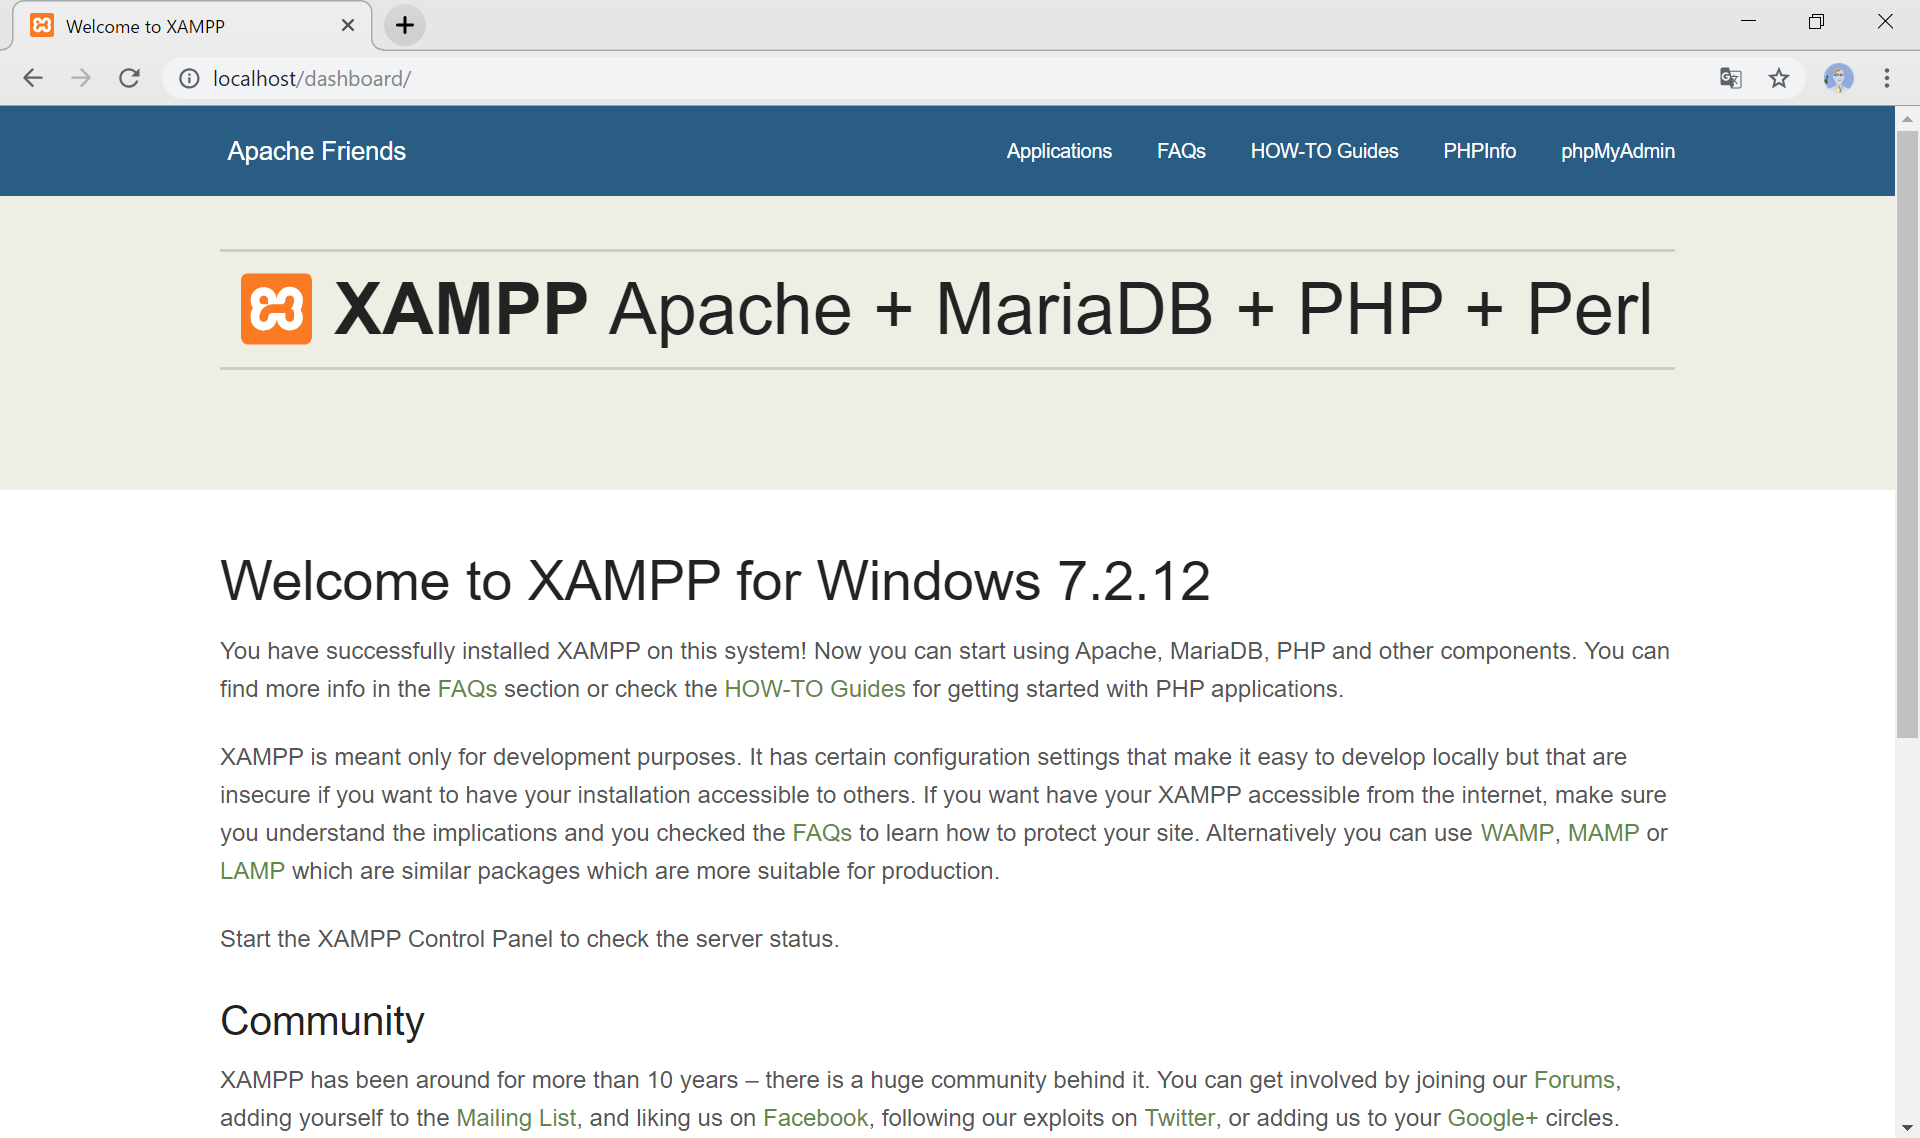 Welcome to XAMPP
localhost/dashboard/
Apache Friends
Applications
FAQs
HOW-TO Guides
PHPInfo
phpMyAdmin
XAMPP Apache + MariaDB + PHP + Perl
Welcome to XAMPP for Windows 7.2.12
You have successfully installed XAMPP on this system! Now you can start using Apache, MariaDB, PHP and other components. You can
find more info in the FAQs section or check the HOW-TO Guides for getting started with PHP applications.
XAMPP is meant only for development purposes. It has certain configuration settings that make it easy to develop locally but that are
insecure if you want to have your installation accessible to others. If you want have your XAMPP accessible from the internet, make sure
you understand the implications and you checked the FAQs to learn how to protect your site. Alternatively you can use WAMP, MAMP or
LAMP which are similar packages which are more suitable for production.
Start the XAMPP Control Panel to check the server status.
Community
XAMPP has been around for more than 10 years – there is a huge community behind it. You can get involved by joining our Forums,
adding yourself to the Mailing List, and liking us on Facebook, following our exploits on Twitter, or adding us to your Google+ circles.